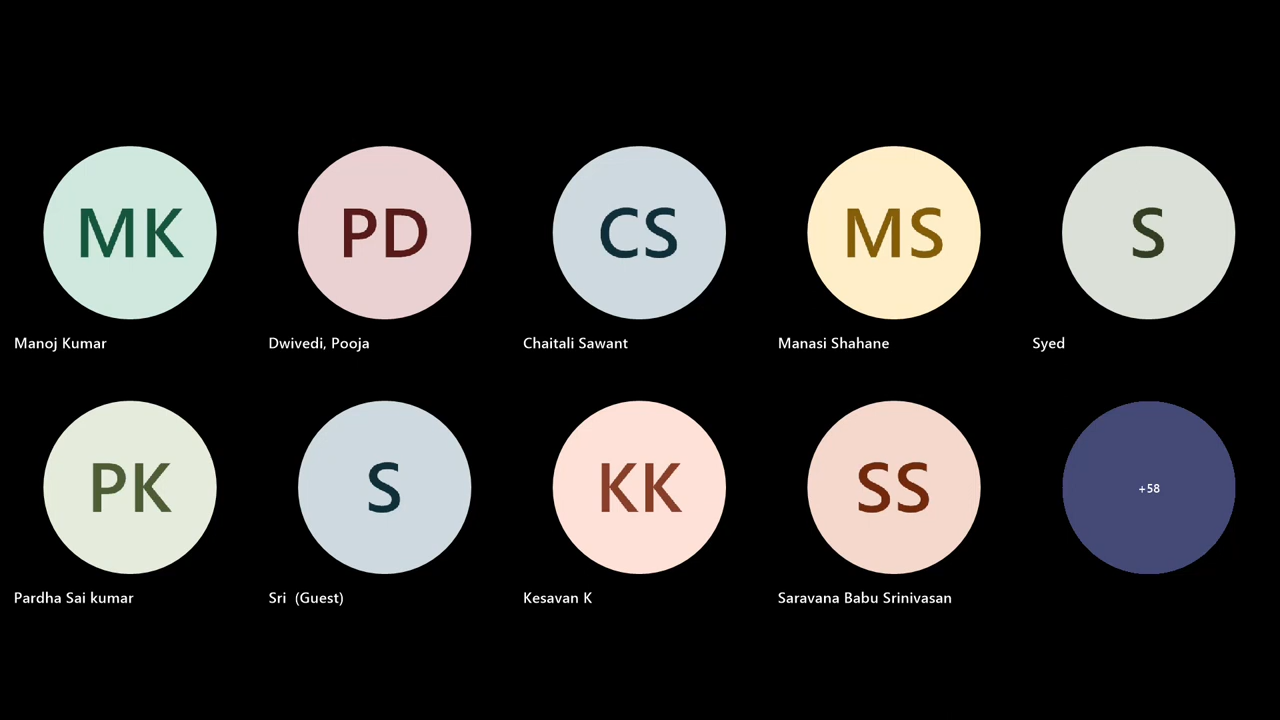 MK
PD
CS
MS
S
Manoj Kumar
Dwivedi, Pooja
Chaitali Sawant
Manasi Shahane
Syed
PK
S
KK
SS
+58
Pardha Sai kumar
Sri (Guest)
Kesavan K
Saravana Babu Srinivasan